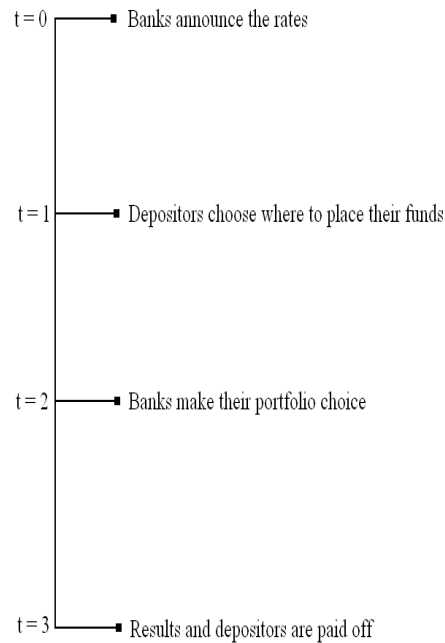 t = 0 Banks announce the rates
t = 1 Depositors choose where to place their funds
t = 2 Banks make their portfolio choice
t = 3 Results and depositors are paid off